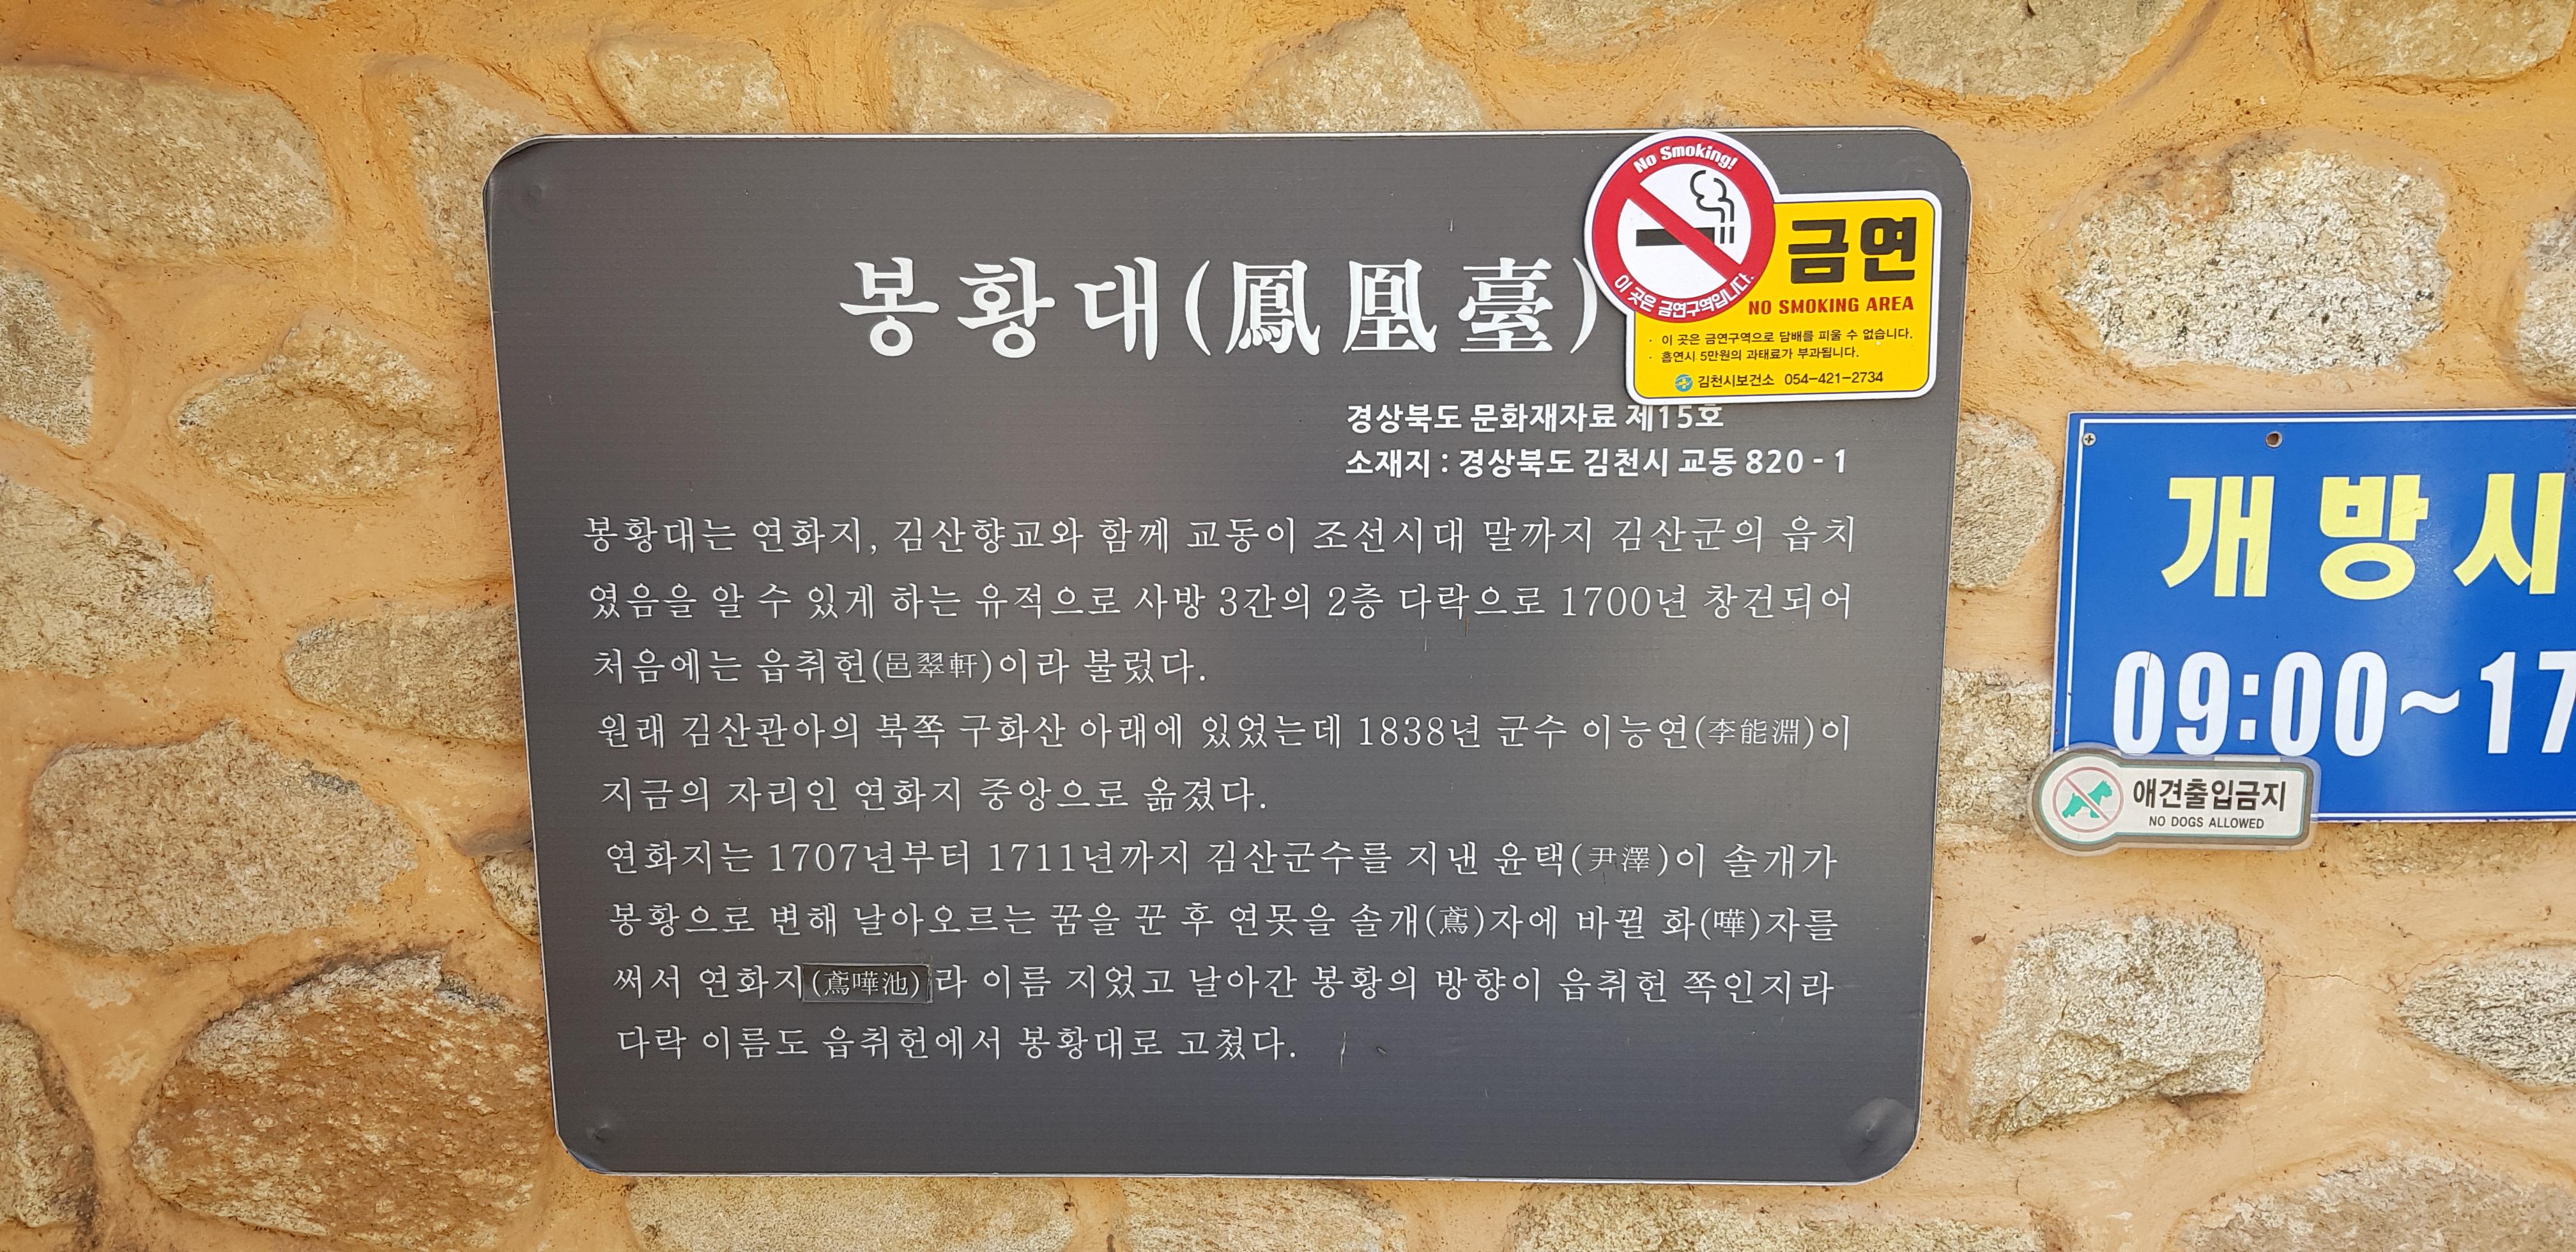 봉황대(鳳凰臺)
No Smoking!
이 곳은 금연구역입니다.
금연
NO SMOKING AREA
· 이 곳은 금연구역으로 담배를 피울 수 없습니다.
· 흡연시 5만원의 과태료가 부과됩니다.
김천시보건소 054-421-2734
경상북도 문화재자료 제15호
소재지 : 경상북도 김천시 교동 820 - 1
봉황대는 연화지, 김산향교와 함께 교동이 조선시대 말까지 김산군의 읍치
였음을 알 수 있게 하는 유적으로 사방 3간의 2층 다락으로 1700년 창건되어
처음에는 읍취헌(邑翠軒)이라 불렀다.
원래 김산관아의 북쪽 구화산 아래에 있었는데 1838년 군수 이능연(李能淵)이
지금의 자리인 연화지 중앙으로 옮겼다.
연화지는 1707년부터 1711년까지 김산군수를 지낸 윤택(尹澤)이 솔개가
봉황으로 변해 날아오르는 꿈을 꾼 후 연못을 솔개(鳶)자에 바뀔 화(嘩)자를
써서 연화지(鳶嘩池)라 이름 지었고 날아간 봉황의 방향이 읍취헌 쪽인지라
다락 이름도 읍취헌에서 봉황대로 고쳤다.
개방시
09:00~17
애견출입금지
NO DOGS ALLOWED